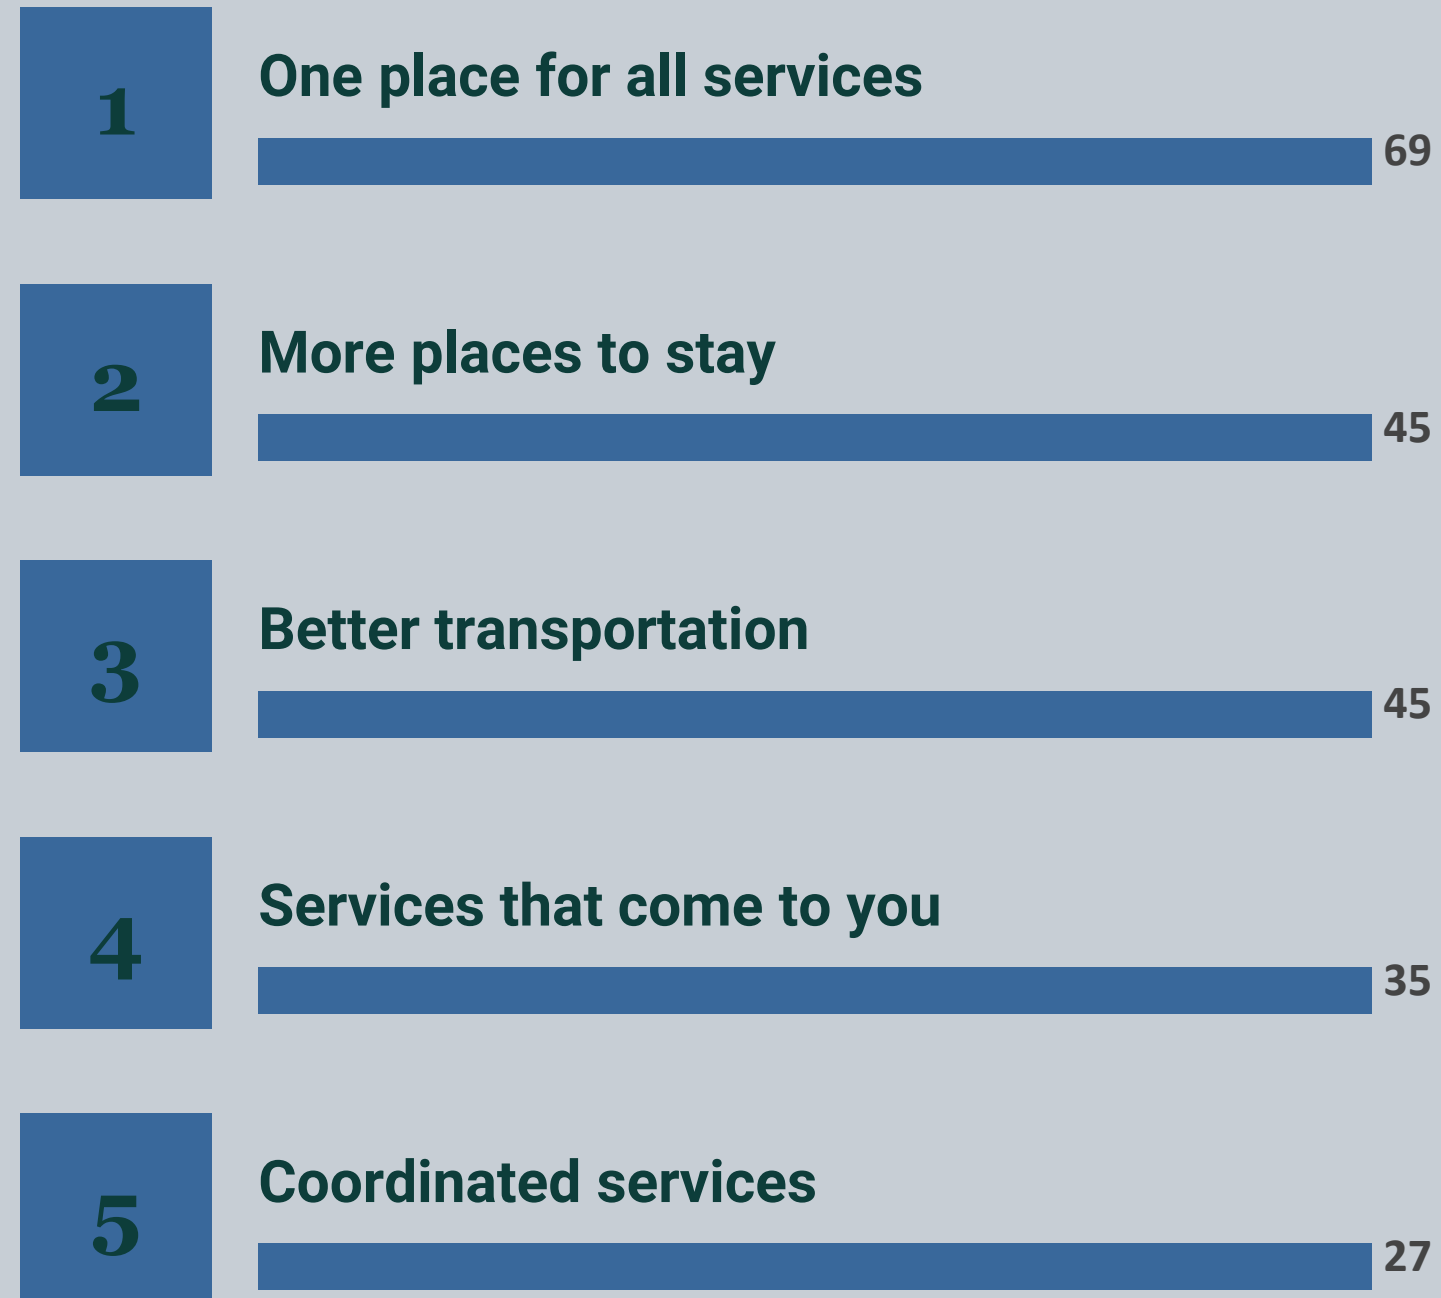 1
One place for all services
69
2
More places to stay
45
3
Better transportation
45
4
Services that come to you
35
5
Coordinated services
27